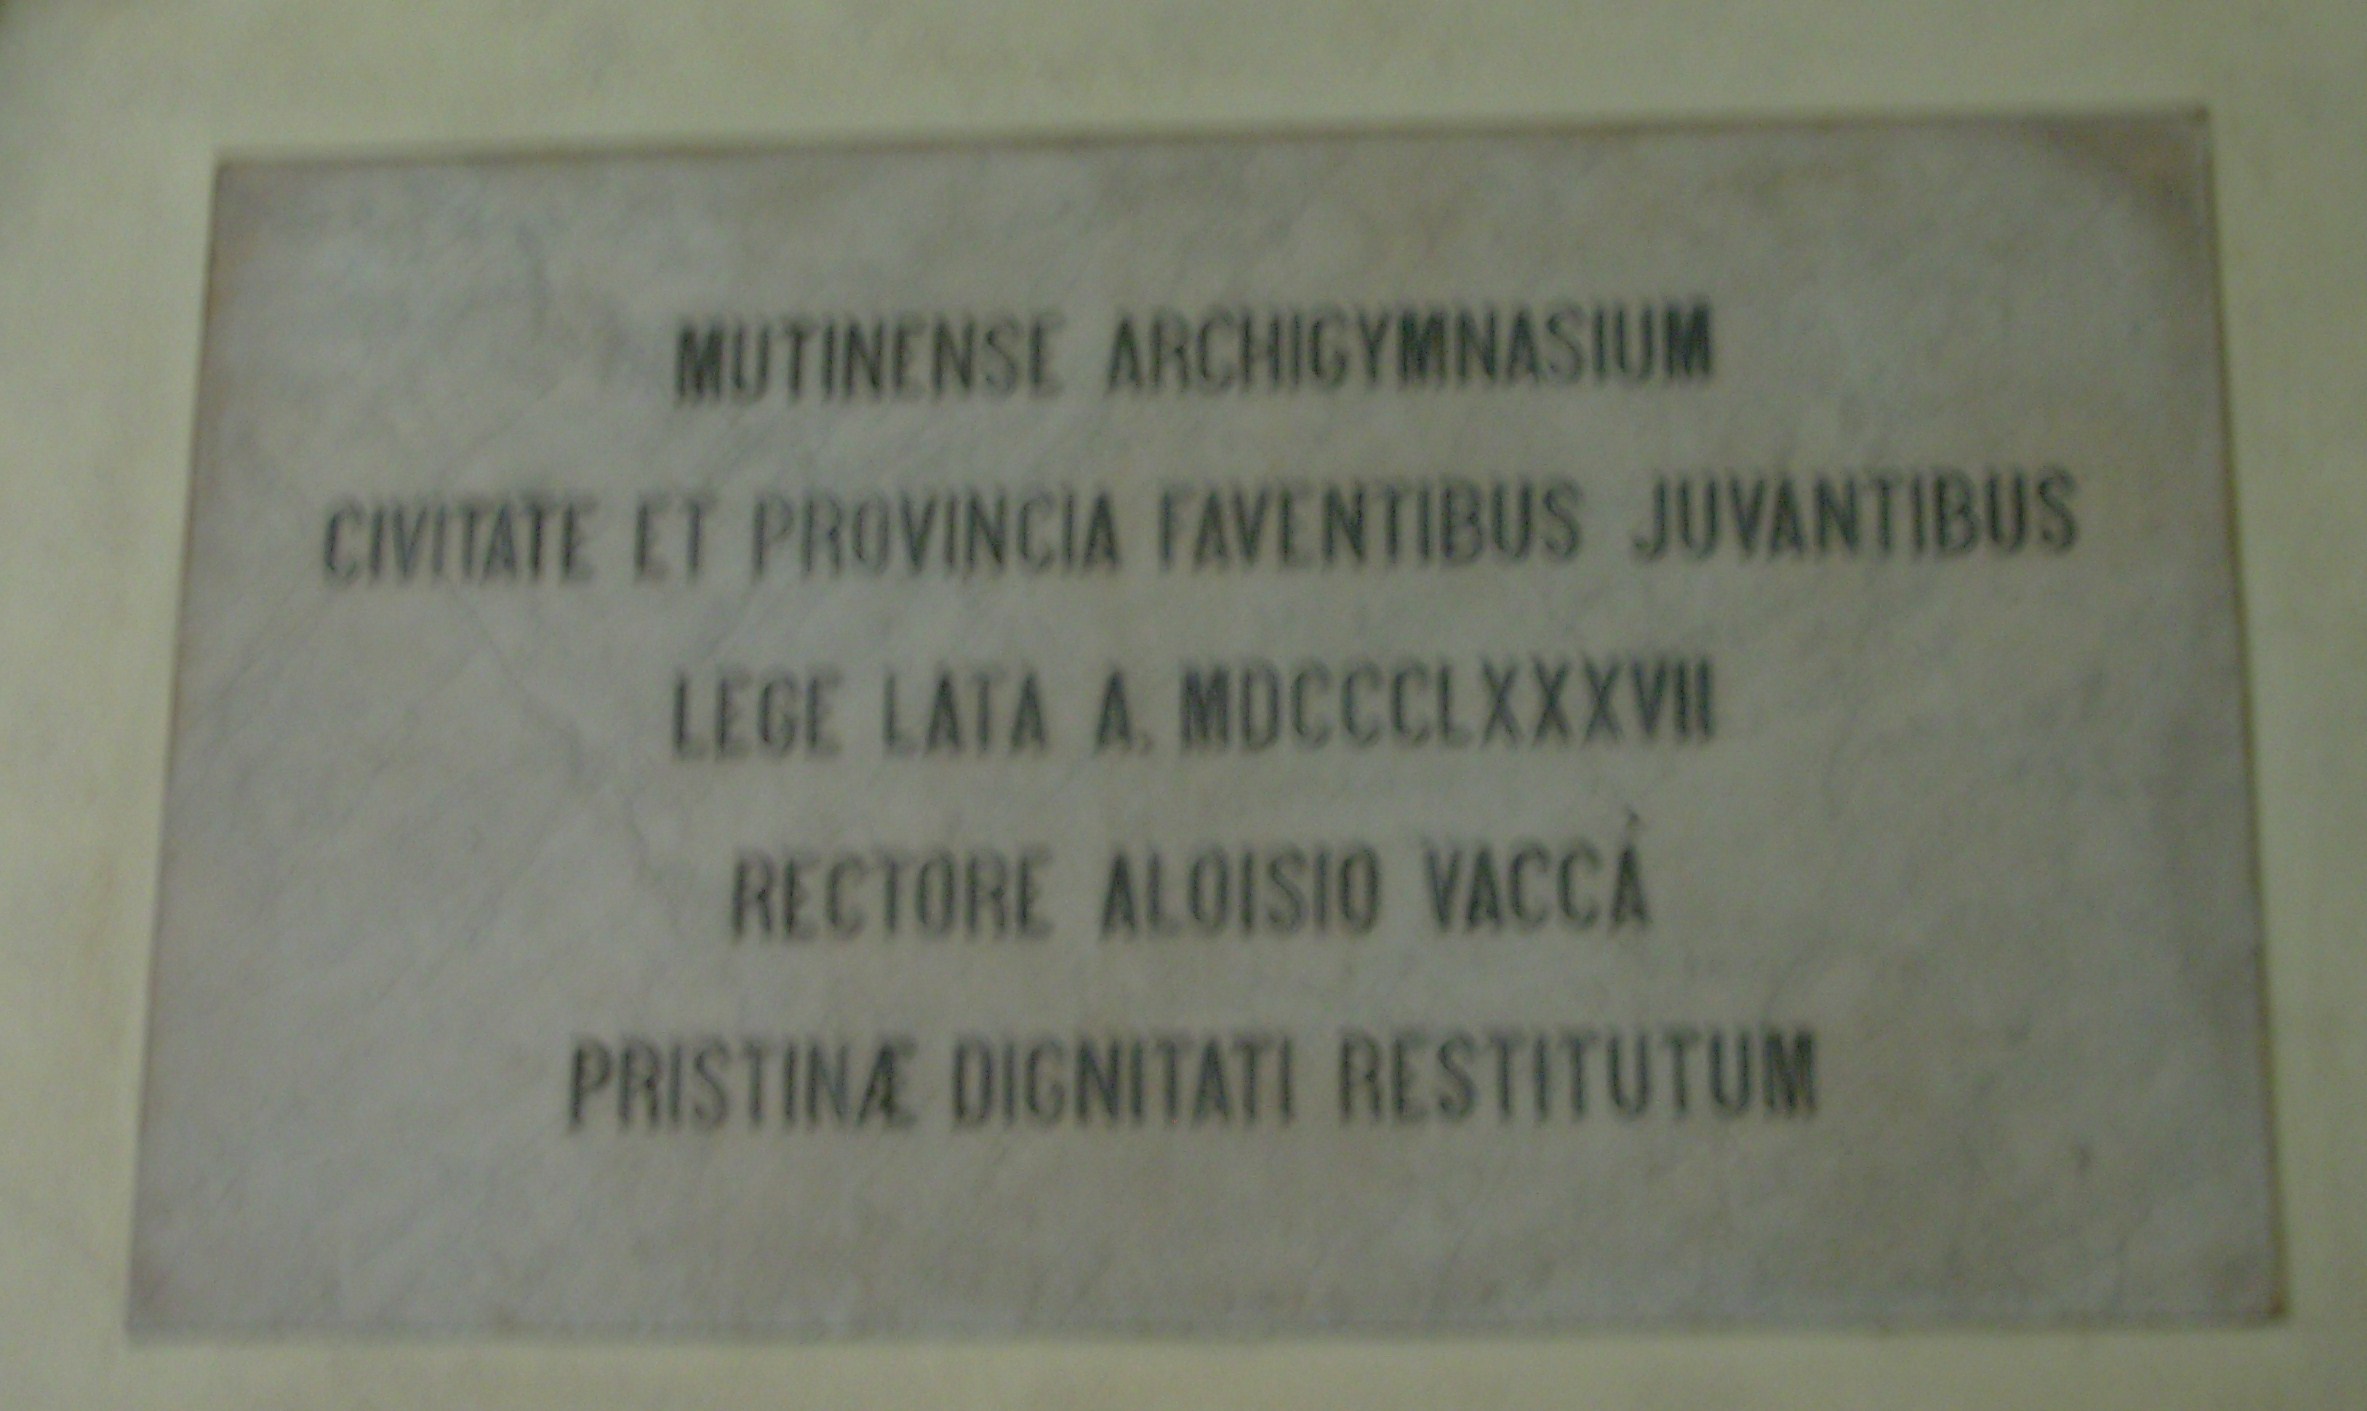 MUTINENSE ARCHIGYMNASIUM
CIVITATE ET PROVINCIA FAVENTIBUS JUVANTIBUS
LEGE LATA A. MDCCCLXXXVII
RECTORE ALOISIO VACCÀ
PRISTINÆ DIGNITATI RESTITUTUM